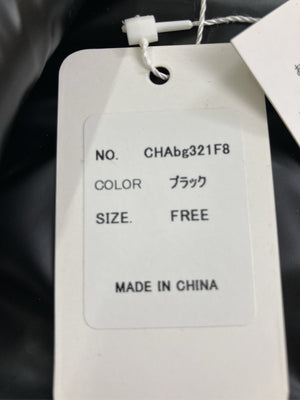 NO. CHAbg321F8
COLOR ブラック
SIZE. FREE
MADE IN CHINA